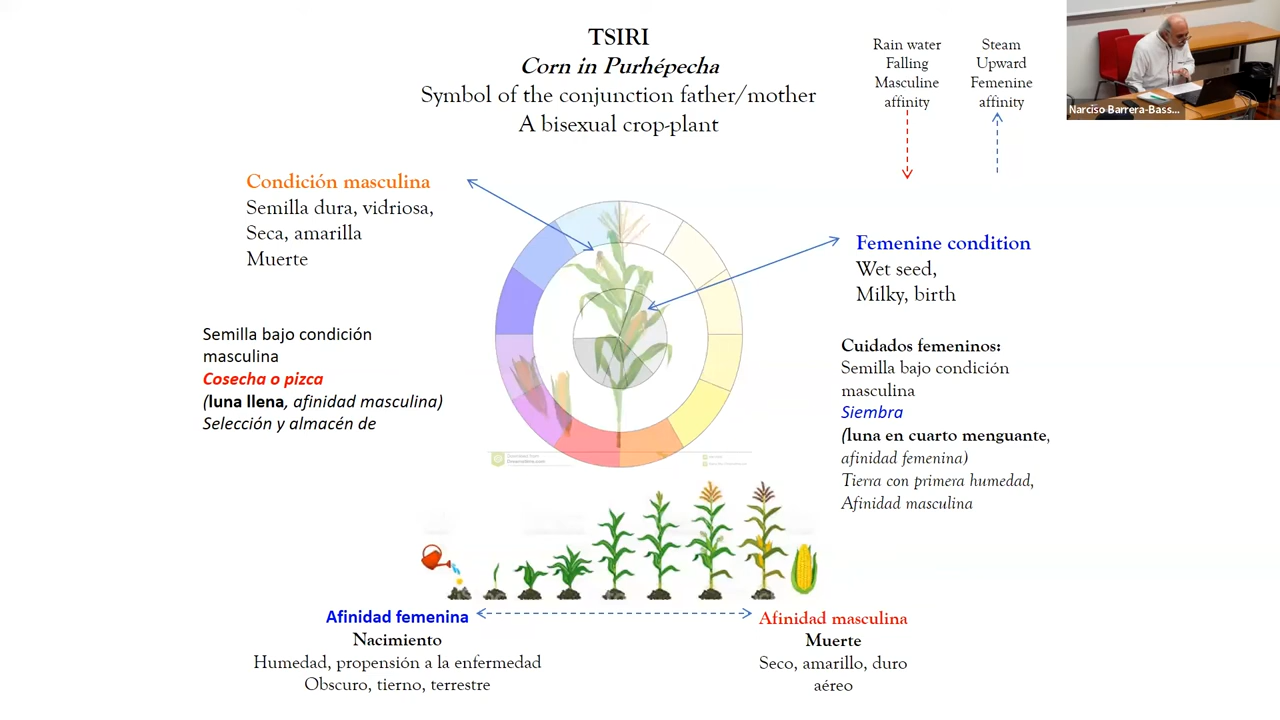 TSIRI
Corn in Purhépecha
Symbol of the conjunction father/mother
A bisexual crop-plant
Rain water
Falling
Masculine
affinity
Steam
Upward
Femenine
affinity
Narciso Barrera-Bass...
Condición masculina
Semilla dura, vidriosa,
Seca, amarilla
Muerte
Femenine condition
Wet seed,
Milky, birth
Semilla bajo condición
masculina
Cosecha o pizca
(luna llena, afinidad masculina)
Selección y almacén de
Cuidados femeninos:
Semilla bajo condición
masculina
Siembra
(luna en cuarto menguante,
afinidad femenina)
Tierra con primera humedad,
Afinidad masculina
Afinidad femenina
Nacimiento
Humedad, propensión a la enfermedad
Obscuro, tierno, terrestre
Afinidad masculina
Muerte
Seco, amarillo, duro
aéreo